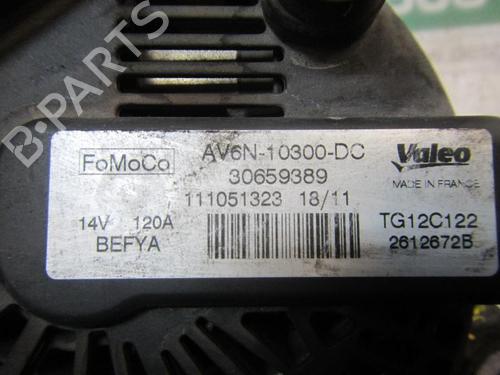 FoMoCo
AV6N-10300-DC
Valeo
30659389
MADE IN FRANCE
111051323 18/11
14V 120A
TG12C122
BEFYA
2612672B
B-PARTS